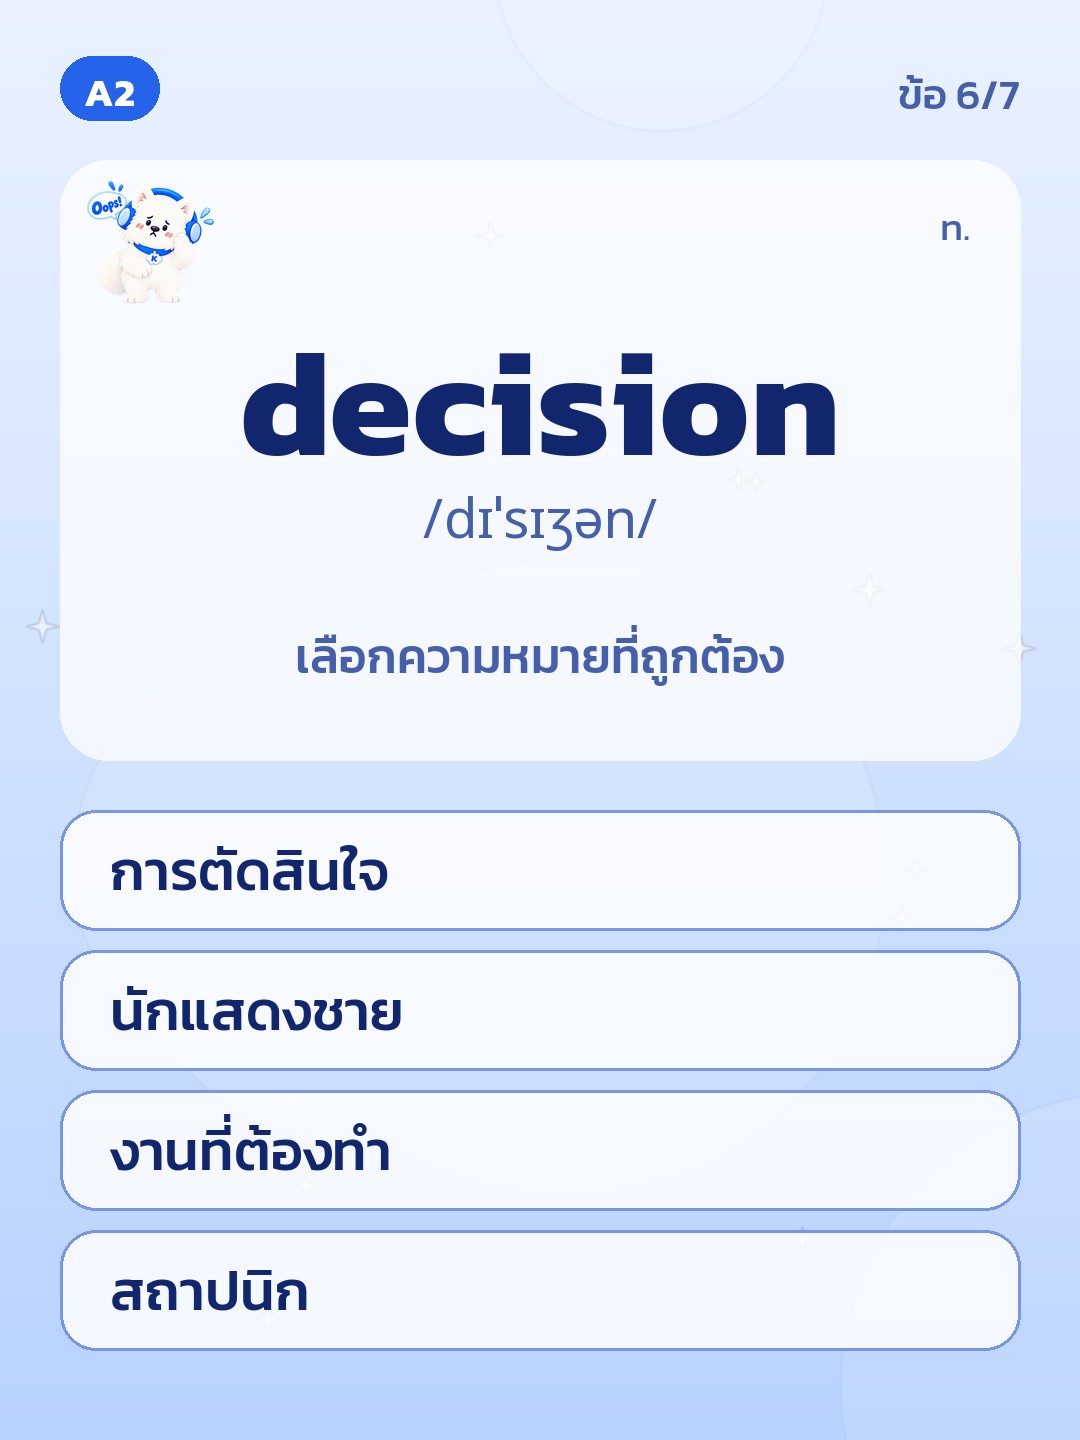 A2
ข้อ 6/7
Oops!
n.
K
decision
/dɪˈsɪʒən/
เลือกความหมายที่ถูกต้อง
การตัดสินใจ
นักแสดงชาย
งานที่ต้องทำ
สถาปนิก